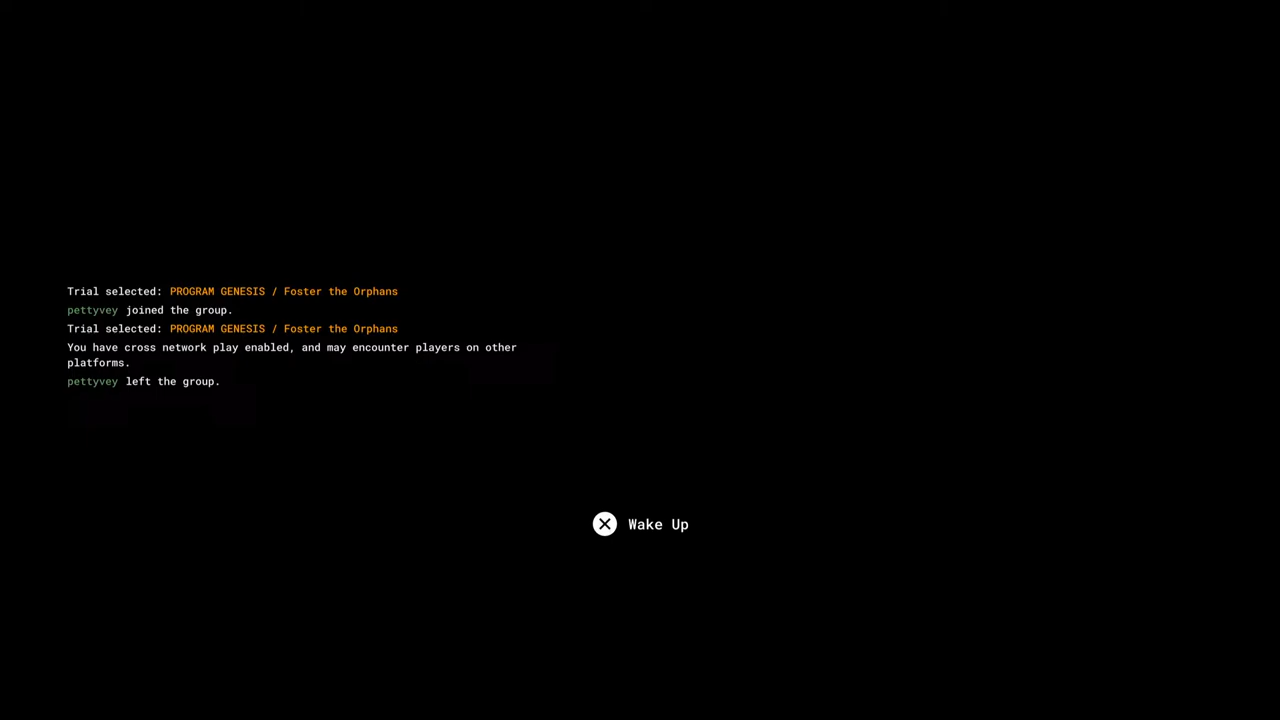 Trial selected: PROGRAM GENESIS / Foster the Orphans
pettyvey joined the group.
Trial selected: PROGRAM GENESIS / Foster the Orphans
You have cross network play enabled, and may encounter players on other
platforms.
pettyvey left the group.
Wake Up